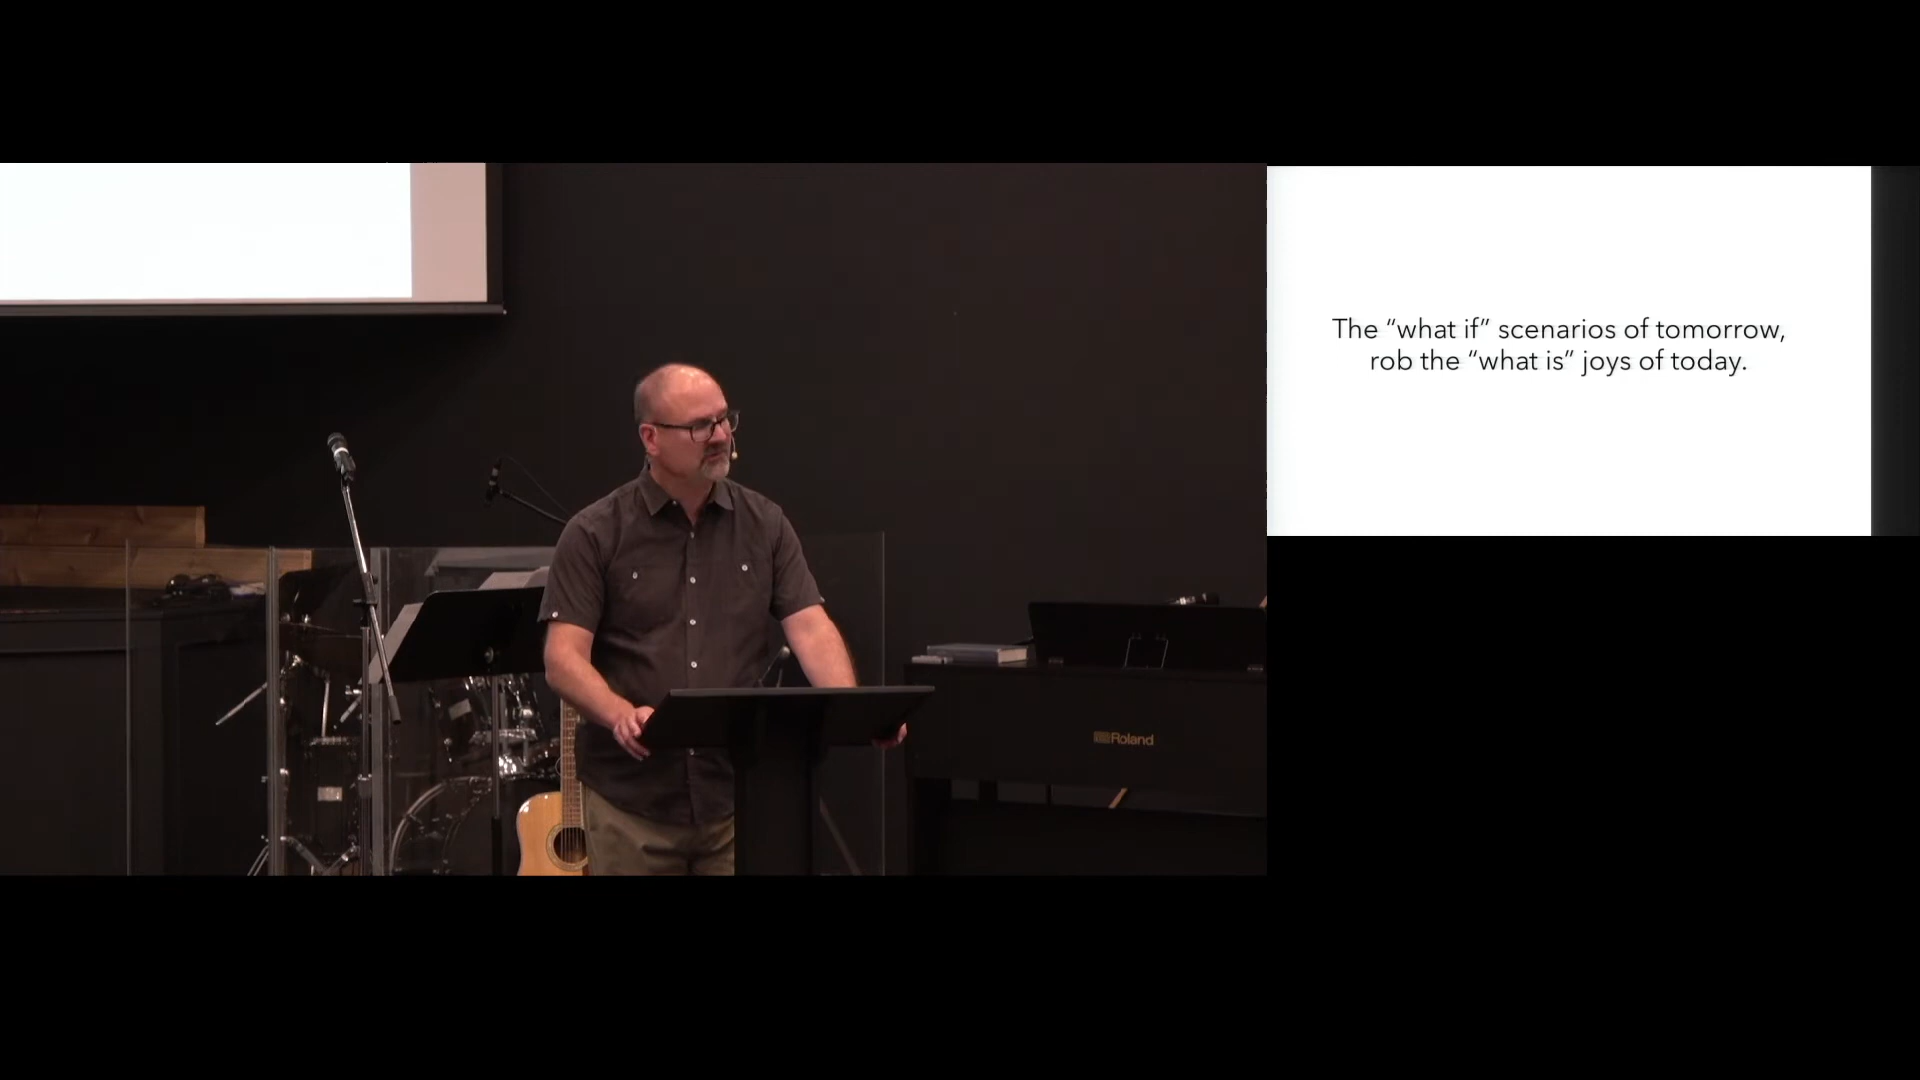 The “what if” scenarios of tomorrow,
rob the “what is” joys of today.
Roland